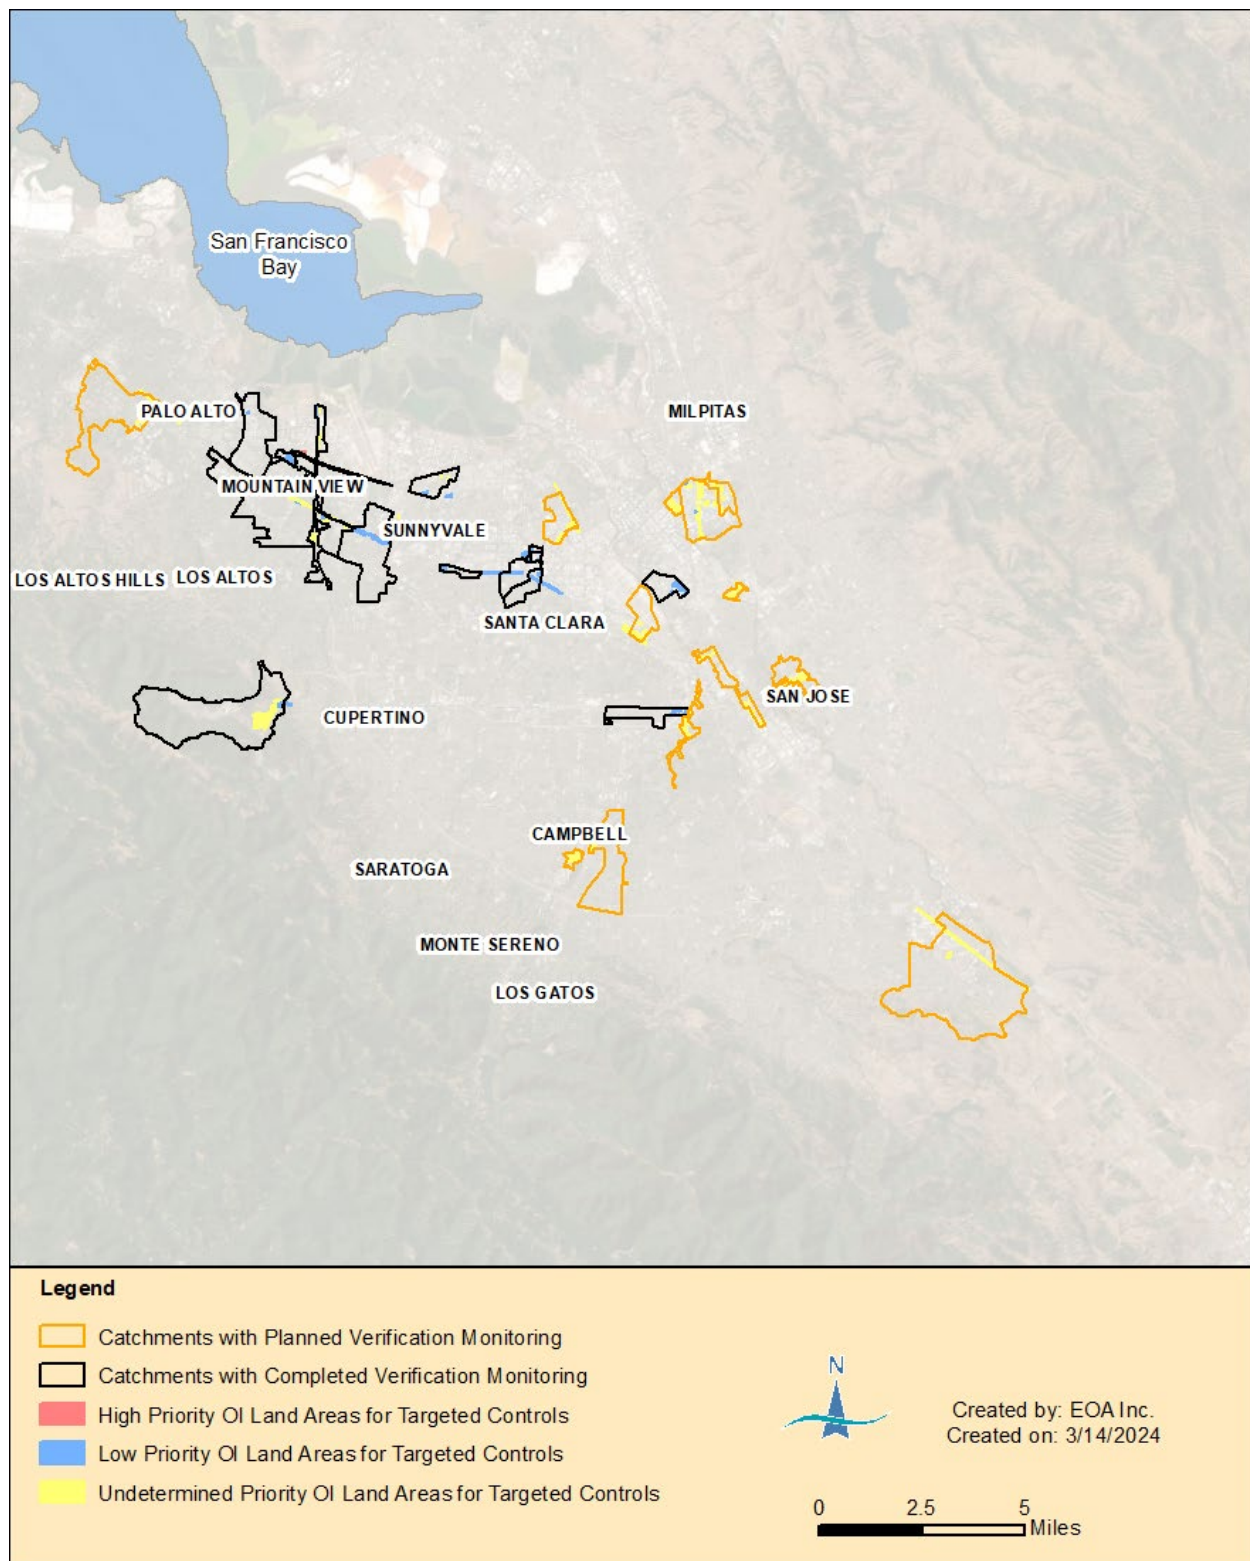 San Francisco
Bay
PALO ALTO
MILPITAS
MOUNTAIN VIEW
SUNNYVALE
LOS ALTOS HILLS
LOS ALTOS
SANTA CLARA
SAN JOSE
CUPERTINO
CAMPBELL
SARATOGA
MONTE SERENO
LOS GATOS
Legend
Catchments with Planned Verification Monitoring
Catchments with Completed Verification Monitoring
High Priority OI Land Areas for Targeted Controls
Low Priority OI Land Areas for Targeted Controls
Undetermined Priority OI Land Areas for Targeted Controls
N
Created by: EOA Inc.
Created on: 3/14/2024
0 2.5 5
Miles